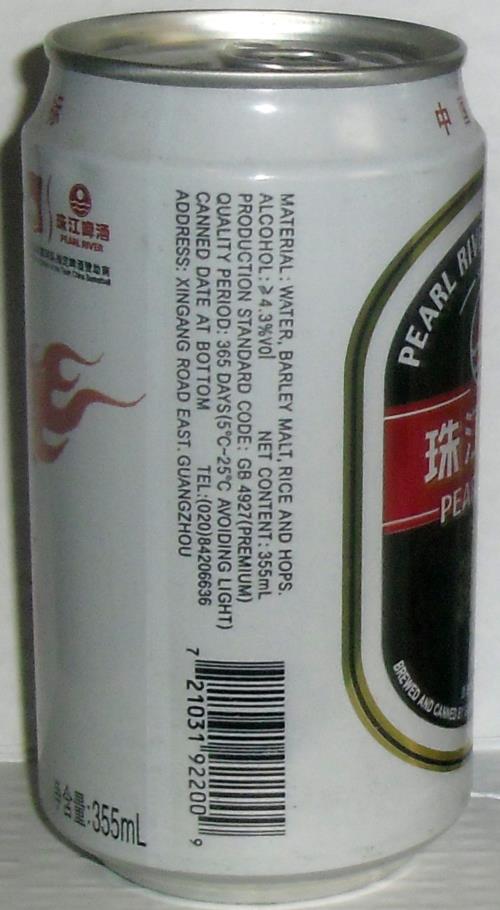 中
珠江啤酒
PEARL RIVER
MATERIAL: WATER, BARLEY MALT, RICE AND HOPS.
ALCOHOL: ≥4.3%Vol NET CONTENT: 355mL
PRODUCTION STANDARD CODE: GB 4927(PREMIUM)
QUALITY PERIOD: 365 DAYS(5℃-25℃ AVOIDING LIGHT)
CANNED DATE AT BOTTOM TEL:(020)84206636
ADDRESS: XINGANG ROAD EAST. GUANGZHOU
7 21031 92200 9
含量:355mL
PEARL RIV
珠
PEA
BREWED AND CANNED BY